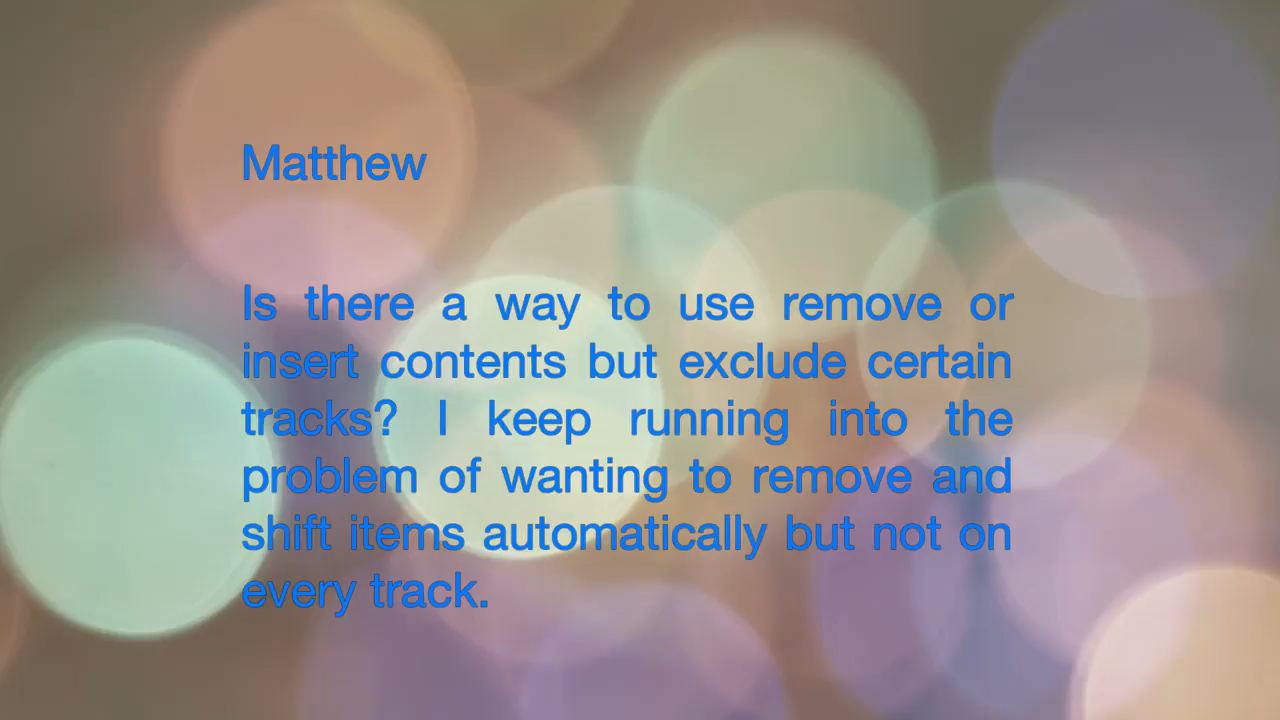 Matthew
Is there a way to use remove or
insert contents but exclude certain
tracks? I keep running into the
problem of wanting to remove and
shift items automatically but not on
every track.